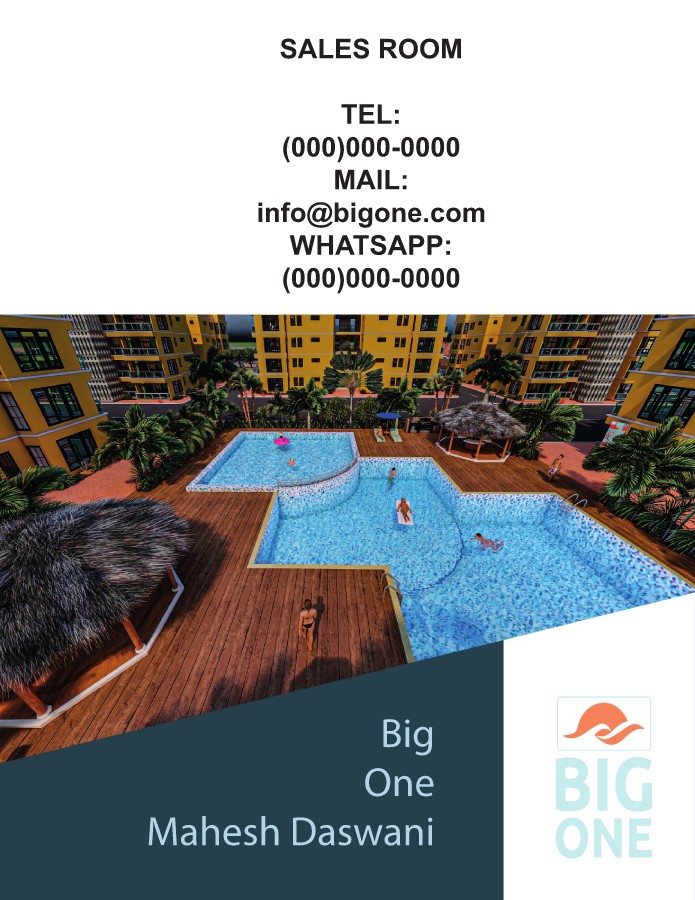 SALES ROOM
TEL:
(000)000-0000
MAIL:
info@bigone.com
WHATSAPP:
(000)000-0000
Big
One
Mahesh Daswani
BIG
ONE